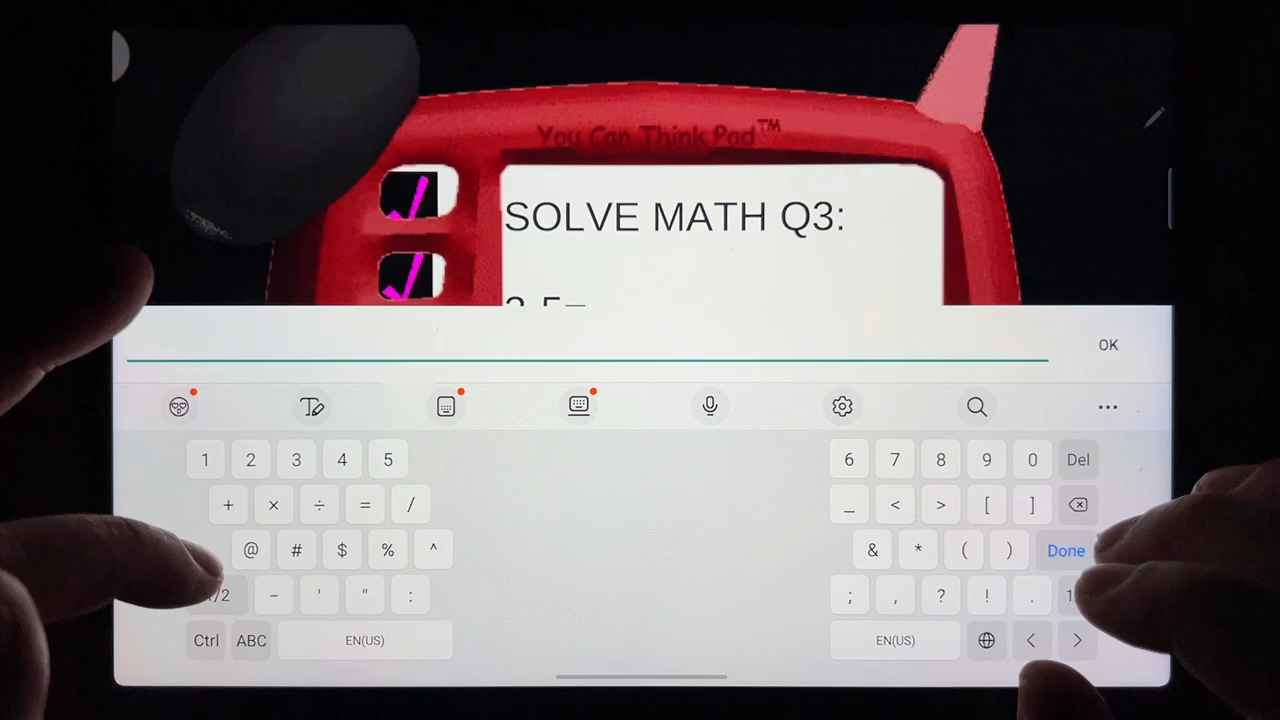 You Can Think Pad™
SOLVE MATH Q3:
OK
1 2 3 4 5 6 7 8 9 0 Del
+ × ÷ = / _ < > [ ]
@ # $ % ^ & * ( ) Done
- ' " : ; , ? ! .
Ctrl ABC EN(US) EN(US) < >